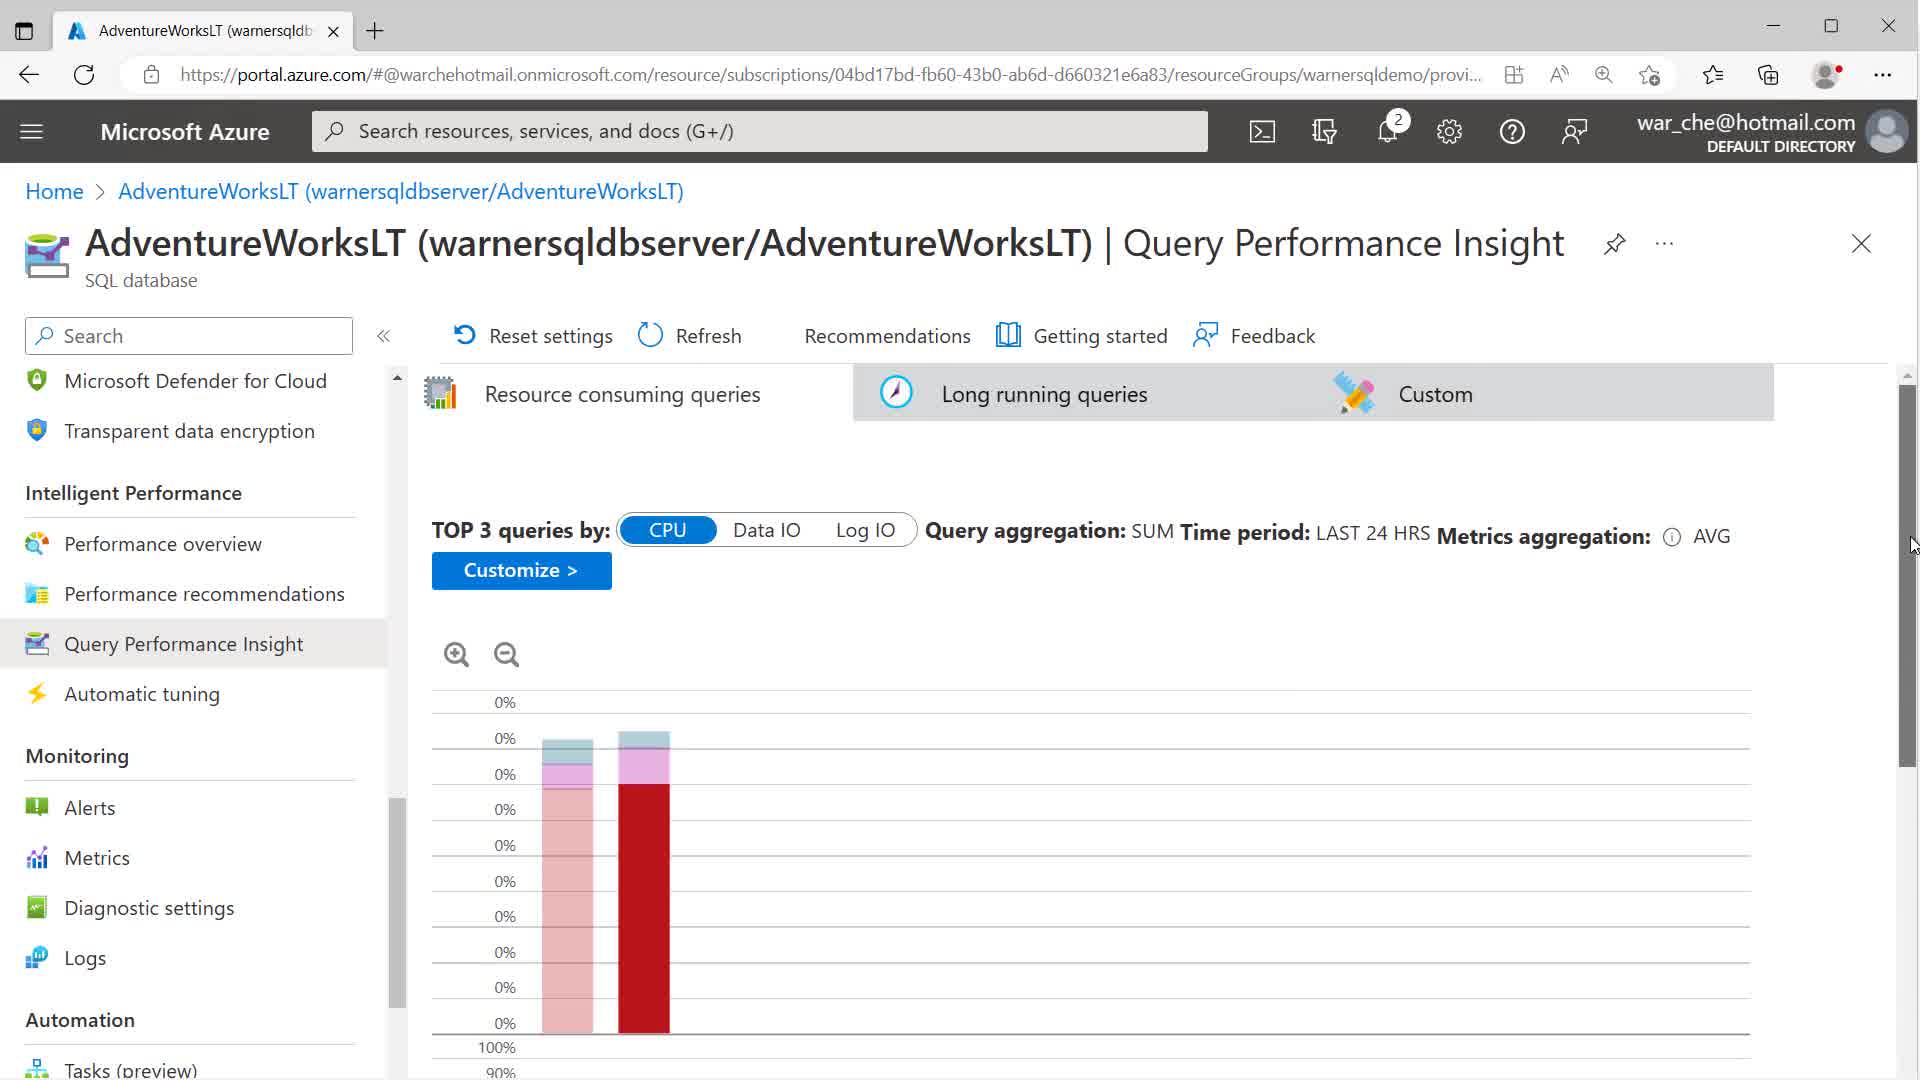 AdventureWorksLT (warnersqldb
https://portal.azure.com/#@warchehotmail.onmicrosoft.com/resource/subscriptions/04bd17bd-fb60-43b0-ab6d-d660321e6a83/resourceGroups/warnersqldemo/provi...
Microsoft Azure
Search resources, services, and docs (G+/)
2
war_che@hotmail.com
DEFAULT DIRECTORY
Home > AdventureWorksLT (warnersqldbserver/AdventureWorksLT)
AdventureWorksLT (warnersqldbserver/AdventureWorksLT) | Query Performance Insight
SQL database
Search
Reset settings Refresh Recommendations Getting started Feedback
Microsoft Defender for Cloud
Transparent data encryption
Intelligent Performance
Performance overview
Performance recommendations
Query Performance Insight
Automatic tuning
Monitoring
Alerts
Metrics
Diagnostic settings
Logs
Automation
Tasks (preview)
Resource consuming queries
Long running queries
Custom
TOP 3 queries by: CPU Data IO Log IO Query aggregation: SUM Time period: LAST 24 HRS Metrics aggregation: AVG
Customize >
0%
0%
0%
0%
0%
0%
0%
0%
0%
0%
100%
90%